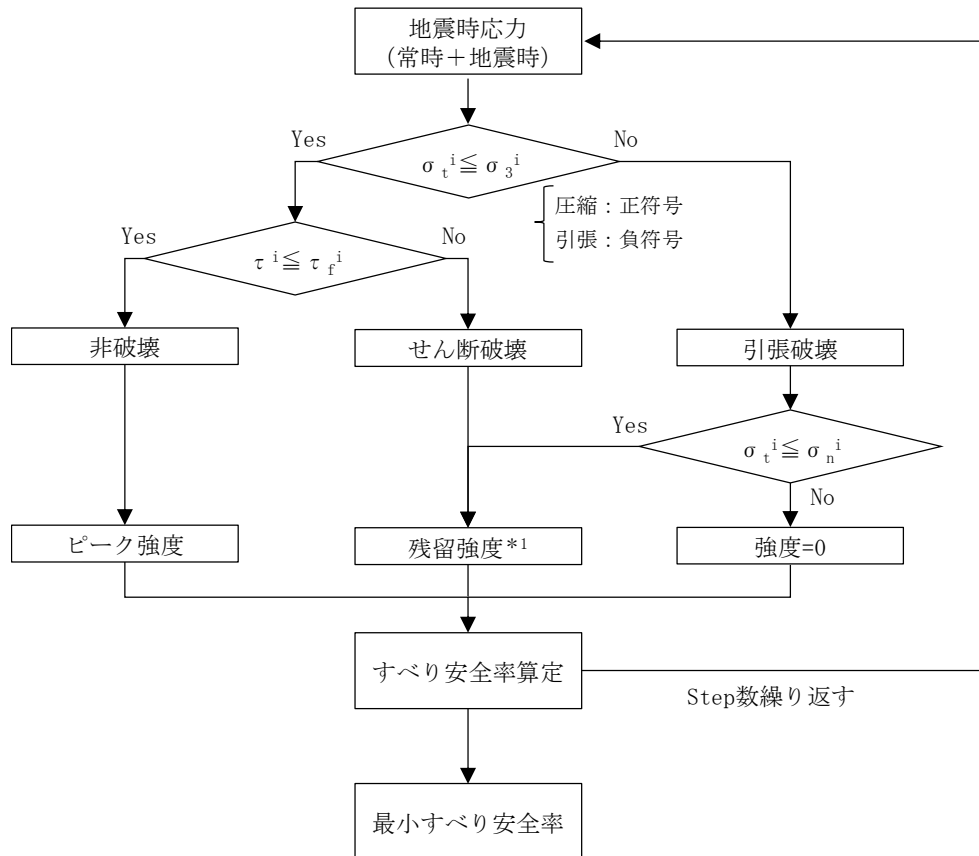 地震時応力
(常時+地震時)
Yes
No
σ_t^i≦σ_3^i
圧縮:正符号
引張:負符号
Yes
No
τ^i≦τ_f^i
非破壊
せん断破壊
引張破壊
Yes
σ_t^i≦σ_n^i
No
ピーク強度
残留強度*1
強度=0
すべり安全率算定
Step数繰り返す
最小すべり安全率